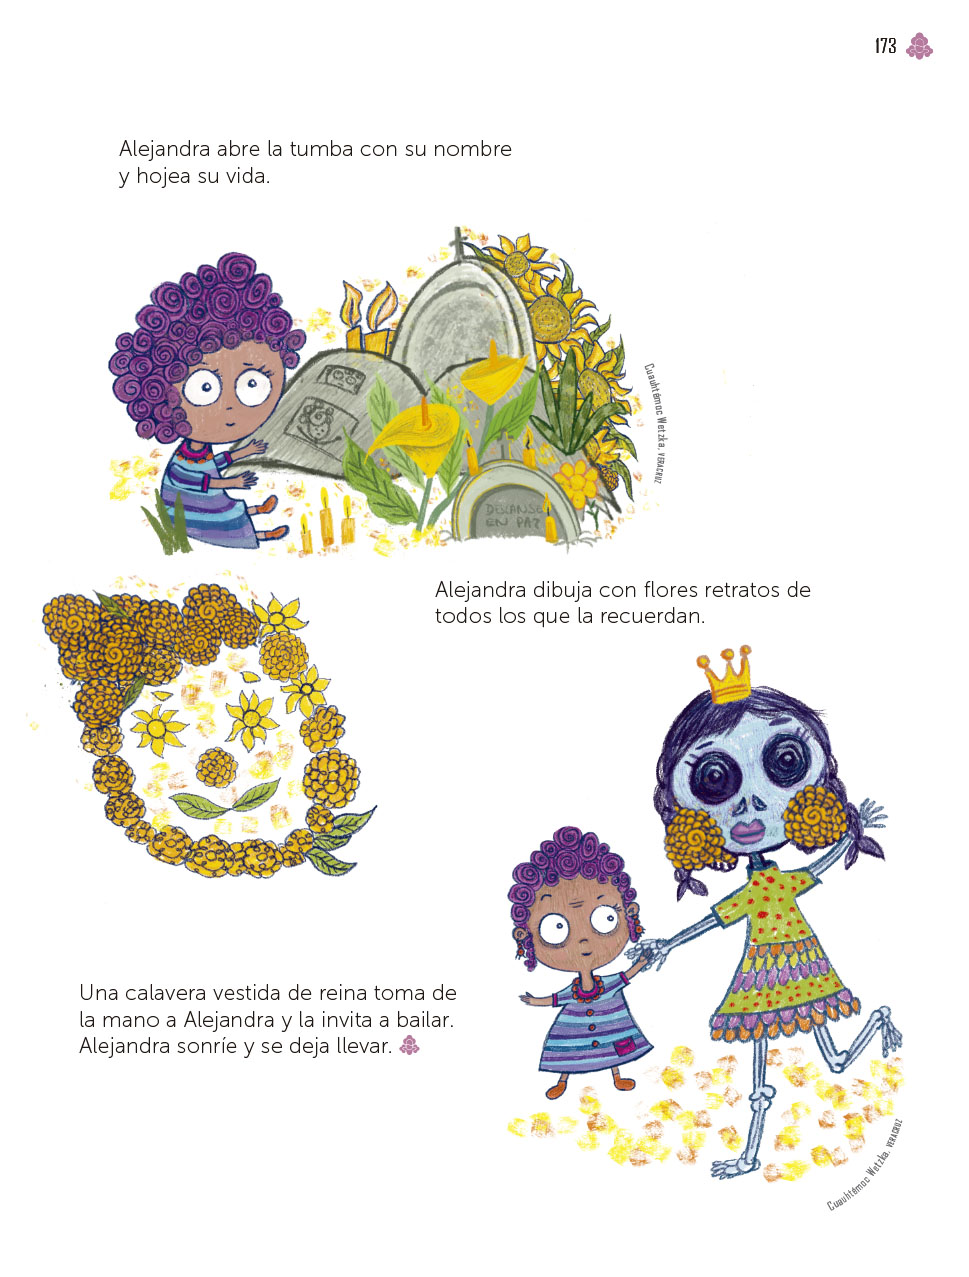 173
Alejandra abre la tumba con su nombre
y hojea su vida.
Cuauhtémoc Wetzka, VERACRUZ
DESCANSE
EN PAZ
Alejandra dibuja con flores retratos de
todos los que la recuerdan.
Una calavera vestida de reina toma de
la mano a Alejandra y la invita a bailar.
Alejandra sonríe y se deja llevar.
Cuauhtémoc Wetzka, VERACRUZ